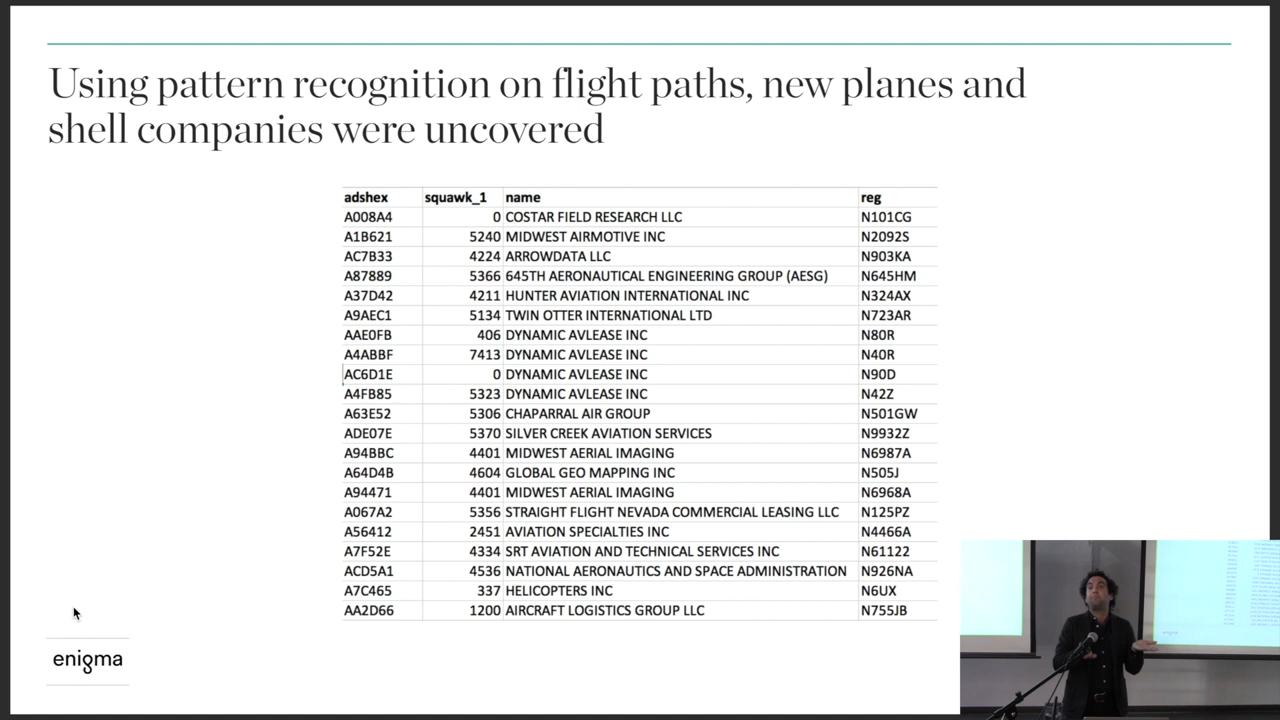 Using pattern recognition on flight paths, new planes and
shell companies were uncovered
adshex squawk_1 name reg
A008A4 0 COSTAR FIELD RESEARCH LLC N101CG
A1B621 5240 MIDWEST AIRMOTIVE INC N2092S
AC7B33 4224 ARROWDATA LLC N903KA
A87889 5366 645TH AERONAUTICAL ENGINEERING GROUP (AESG) N645HM
A37D42 4211 HUNTER AVIATION INTERNATIONAL INC N324AX
A9AEC1 5134 TWIN OTTER INTERNATIONAL LTD N723AR
AAE0FB 406 DYNAMIC AVLEASE INC N80R
A4ABBF 7413 DYNAMIC AVLEASE INC N40R
AC6D1E 0 DYNAMIC AVLEASE INC N90D
A4FB85 5323 DYNAMIC AVLEASE INC N42Z
A63E52 5306 CHAPARRAL AIR GROUP N501GW
ADE07E 5370 SILVER CREEK AVIATION SERVICES N9932Z
A94BBC 4401 MIDWEST AERIAL IMAGING N6987A
A64D4B 4604 GLOBAL GEO MAPPING INC N505J
A94471 4401 MIDWEST AERIAL IMAGING N6968A
A067A2 5356 STRAIGHT FLIGHT NEVADA COMMERCIAL LEASING LLC N125PZ
A56412 2451 AVIATION SPECIALTIES INC N4466A
A7F52E 4334 SRT AVIATION AND TECHNICAL SERVICES INC N61122
ACD5A1 4536 NATIONAL AERONAUTICS AND SPACE ADMINISTRATION N926NA
A7C465 337 HELICOPTERS INC N6UX
AA2D66 1200 AIRCRAFT LOGISTICS GROUP LLC N755JB
enigma